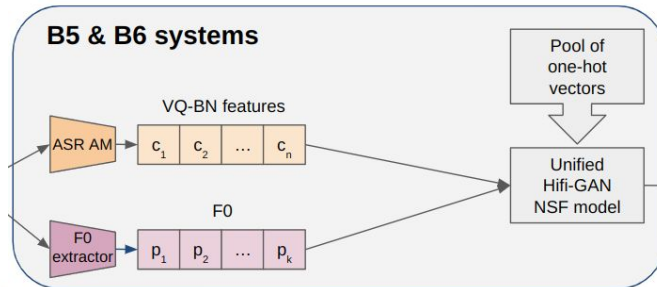 B5 & B6 systems
Pool of
one-hot
vectors
VQ-BN features
ASR AM
c1 c2 ... cn
Unified
Hifi-GAN
NSF model
F0
F0
extractor
p1 p2 ... pk